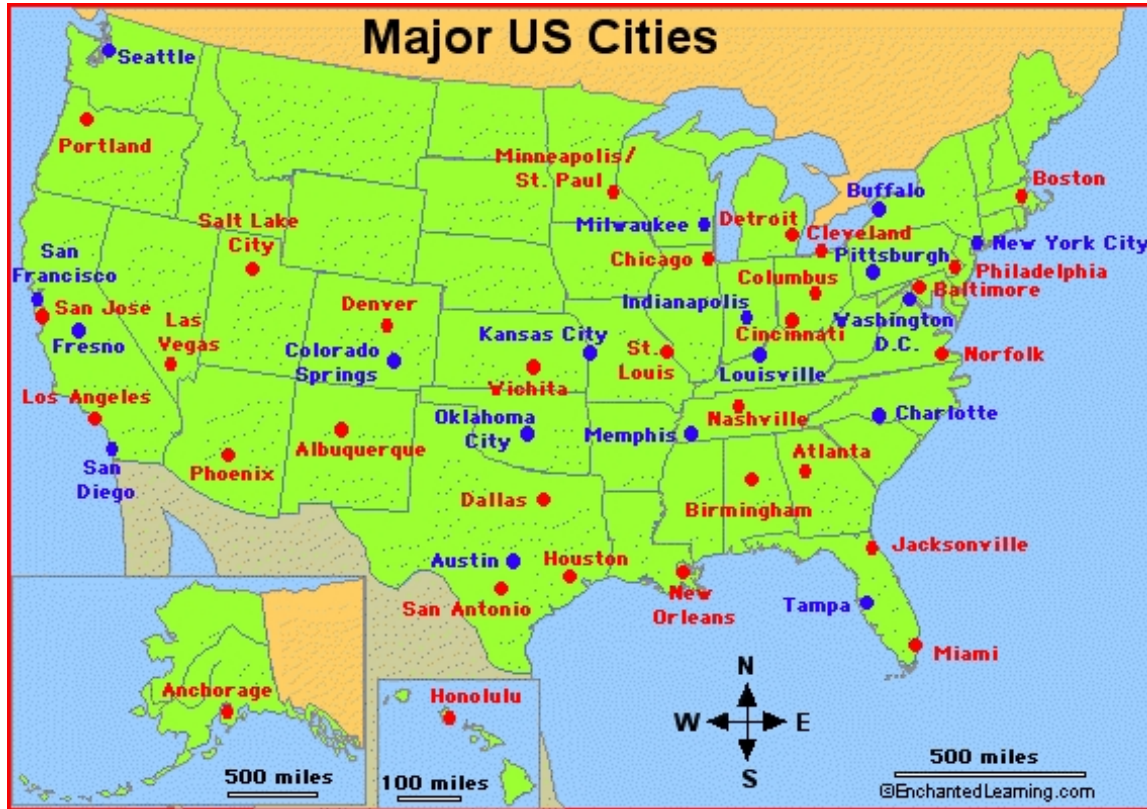 Major US Cities
Seattle
Portland
Minneapolis/
St. Paul
Boston
Buffalo
Salt Lake
City
Milwaukee
Detroit
Cleveland
New York City
San
Francisco
Chicago
Columbus
Pittsburgh
Philadelphia
Baltimore
San Jose
Denver
Indianapolis
Las
Vegas
Fresno
Kansas City
Cincinnati
Washington
D.C.
Colorado
Springs
St.
Louis
Norfolk
Wichita
Louisville
Los Angeles
Oklahoma
City
Nashville
Charlotte
Memphis
Albuquerque
Atlanta
San
Diego
Phoenix
Dallas
Birmingham
Austin
Houston
Jacksonville
San Antonio
New
Orleans
Tampa
Miami
Anchorage
Honolulu
N
W
E
S
500 miles
100 miles
500 miles
©EnchantedLearning.com